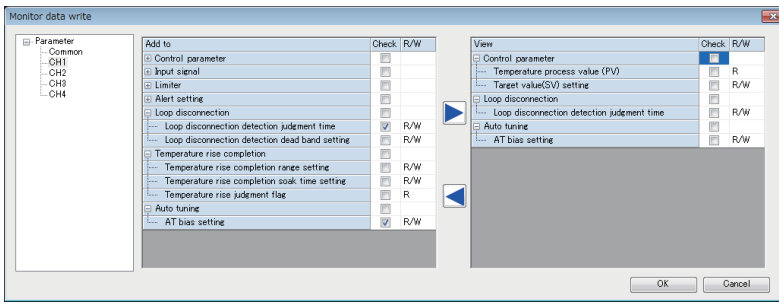 Monitor data write
Parameter
Common
CH1
CH2
CH3
CH4
Add to Check R/W
Control parameter
Input signal
Limiter
Alert setting
Loop disconnection
Loop disconnection detection judgment time R/W
Loop disconnection detection dead band setting R/W
Temperature rise completion
Temperature rise completion range setting R/W
Temperature rise completion soak time setting R/W
Temperature rise judgment flag R
Auto tuning
AT bias setting R/W
View Check R/W
Control parameter
Temperature process value (PV) R
Target value(SV) setting R/W
Loop disconnection
Loop disconnection detection judgment time R/W
Auto tuning
AT bias setting R/W
OK Cancel